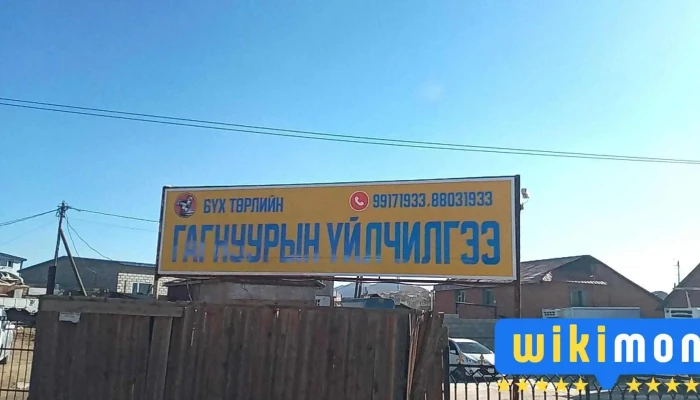 БҮХ ТӨРЛИЙН
99171933.88031933
ГАГНУУРЫН ҮЙЛЧИЛГЭЭ
wikimon